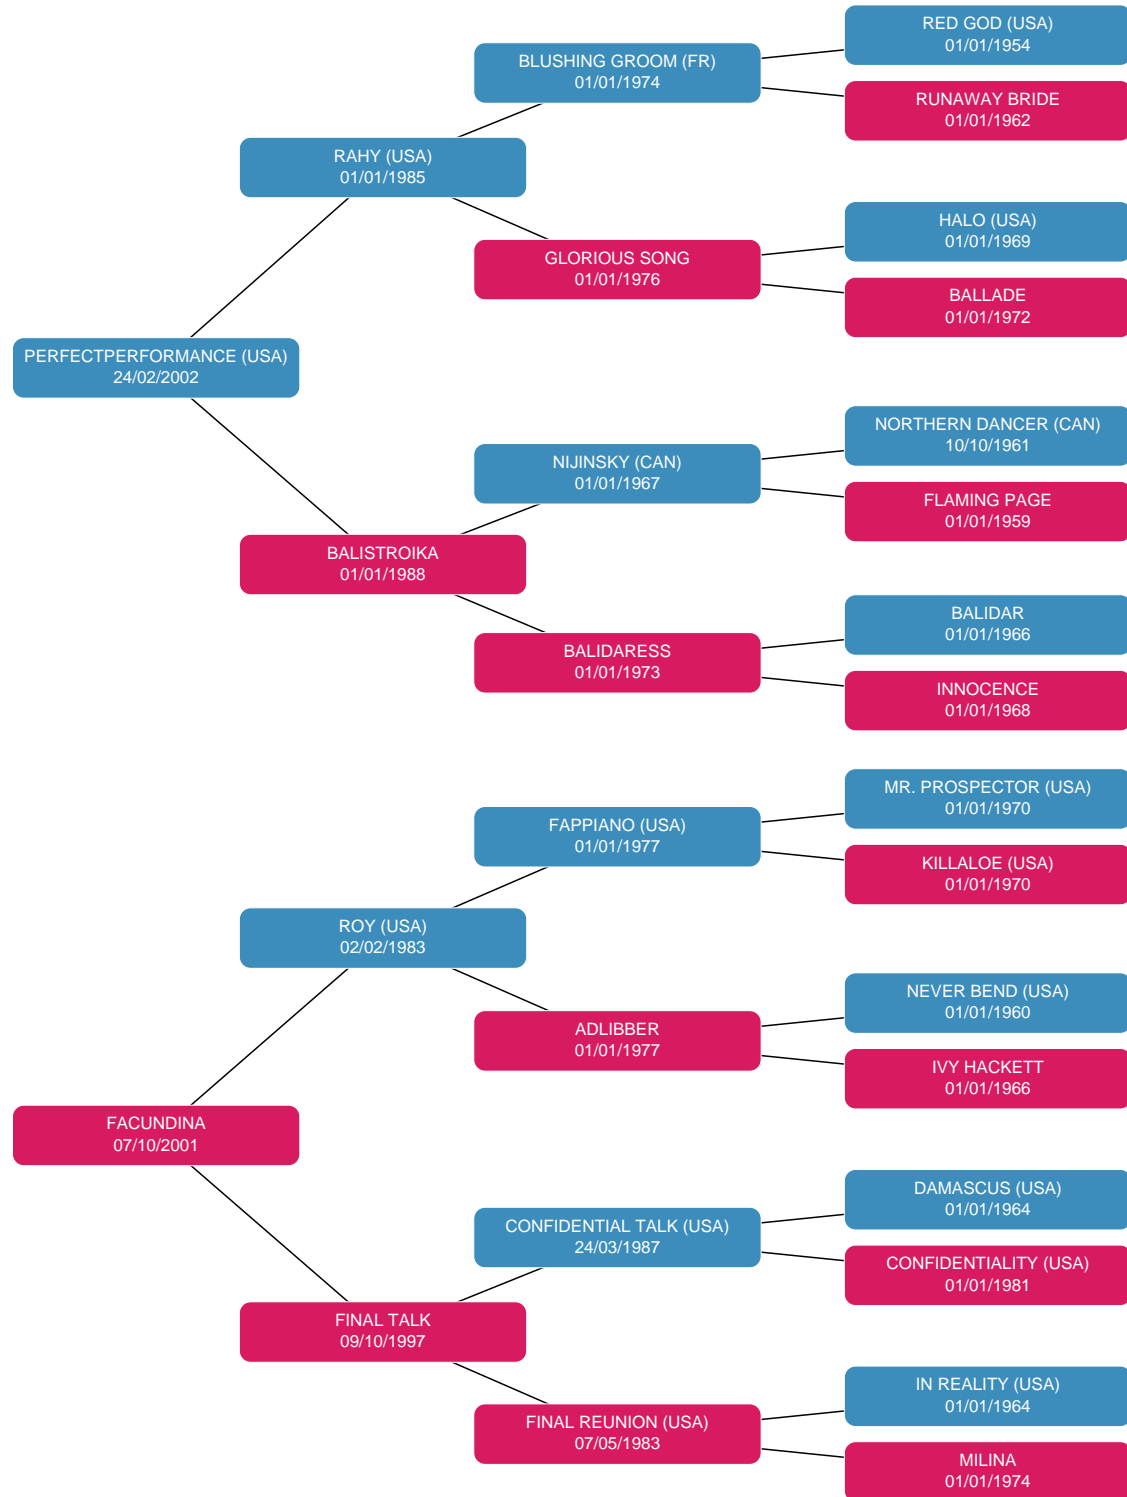 RED GOD (USA)
01/01/1954
BLUSHING GROOM (FR)
01/01/1974
RUNAWAY BRIDE
01/01/1962
RAHY (USA)
01/01/1985
HALO (USA)
01/01/1969
GLORIOUS SONG
01/01/1976
BALLADE
01/01/1972
PERFECTPERFORMANCE (USA)
24/02/2002
NORTHERN DANCER (CAN)
10/10/1961
NIJINSKY (CAN)
01/01/1967
FLAMING PAGE
01/01/1959
BALISTROIKA
01/01/1988
BALIDAR
01/01/1966
BALIDARESS
01/01/1973
INNOCENCE
01/01/1968
MR. PROSPECTOR (USA)
01/01/1970
FAPPIANO (USA)
01/01/1977
KILLALOE (USA)
01/01/1970
ROY (USA)
02/02/1983
NEVER BEND (USA)
01/01/1960
ADLIBBER
01/01/1977
IVY HACKETT
01/01/1966
FACUNDINA
07/10/2001
DAMASCUS (USA)
01/01/1964
CONFIDENTIAL TALK (USA)
24/03/1987
CONFIDENTIALITY (USA)
01/01/1981
FINAL TALK
09/10/1997
IN REALITY (USA)
01/01/1964
FINAL REUNION (USA)
07/05/1983
MILINA
01/01/1974